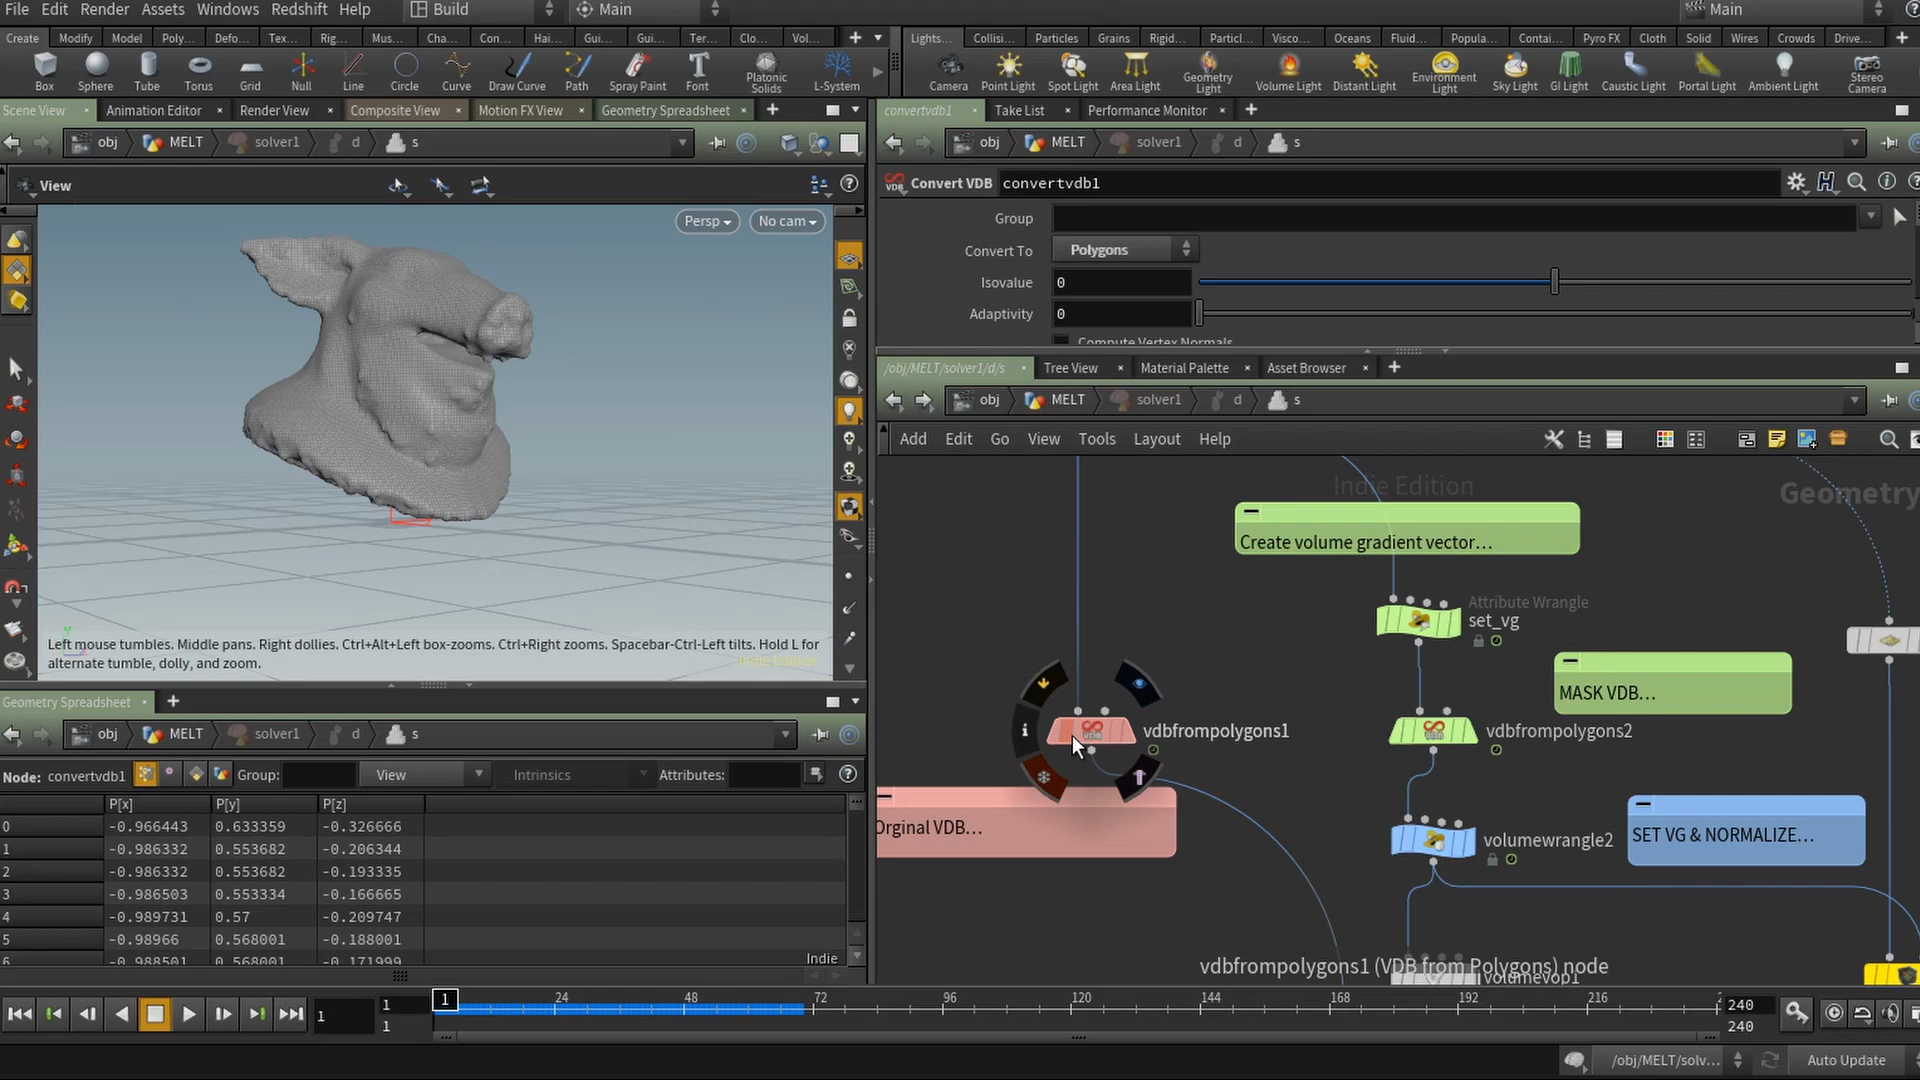 File Edit Render Assets Windows Redshift Help Build Main Main
Create Modify Model Poly... Defo... Tex... Rig... Mus... Cha... Con... Hai... Gui... Gui... Ter... Clo... Vol...
Lights... Collisi... Particles Grains Rigid... Particl... Visco... Oceans Fluid... Popula... Contai... Pyro FX Cloth Solid Wires Crowds Drive...
Box Sphere Tube Torus Grid Null Line Circle Curve Draw Curve Path Spray Paint Font Platonic Solids L-System
Camera Point Light Spot Light Area Light Geometry Light Volume Light Distant Light Environment Light Sky Light GI Light Caustic Light Portal Light Ambient Light Stereo Camera
Scene View Animation Editor Render View Composite View Motion FX View Geometry Spreadsheet
obj MELT solver1 d s
View
Persp No cam
Left mouse tumbles. Middle pans. Right dollies. Ctrl+Alt+Left box-zooms. Ctrl+Right zooms. Spacebar-Ctrl-Left tilts. Hold L for
alternate tumble, dolly, and zoom.
Indie Edition
convertvdb1 Take List Performance Monitor
obj MELT solver1 d s
Convert VDB convertvdb1
Group
Convert To Polygons
Isovalue 0
Adaptivity 0
Compute Vertex Normals
/obj/MELT/solver1/d/s Tree View Material Palette Asset Browser
obj MELT solver1 d s
Add Edit Go View Tools Layout Help
Indie Edition
Geometry
Create volume gradient vector...
Attribute Wrangle
set_vg
MASK VDB...
vdbfrompolygons1
vdbfrompolygons2
Orginal VDB...
volumewrangle2
SET VG & NORMALIZE...
vdbfrompolygons1 (VDB from Polygons) node
volumevop1
Geometry Spreadsheet
obj MELT solver1 d s
Node: convertvdb1 Group: View Intrinsics Attributes:
P[x] P[y] P[z]
0 -0.966443 0.633359 -0.326666
1 -0.986332 0.553682 -0.206344
2 -0.986332 0.553682 -0.193335
3 -0.986503 0.553334 -0.166665
4 -0.989731 0.57 -0.209747
5 -0.98966 0.568001 -0.188001
6 -0.988501 0.568001 -0.171999
Indie
1 1 1 24 48 72 96 120 144 168 192 216 240
1 240
/obj/MELT/solv... Auto Update